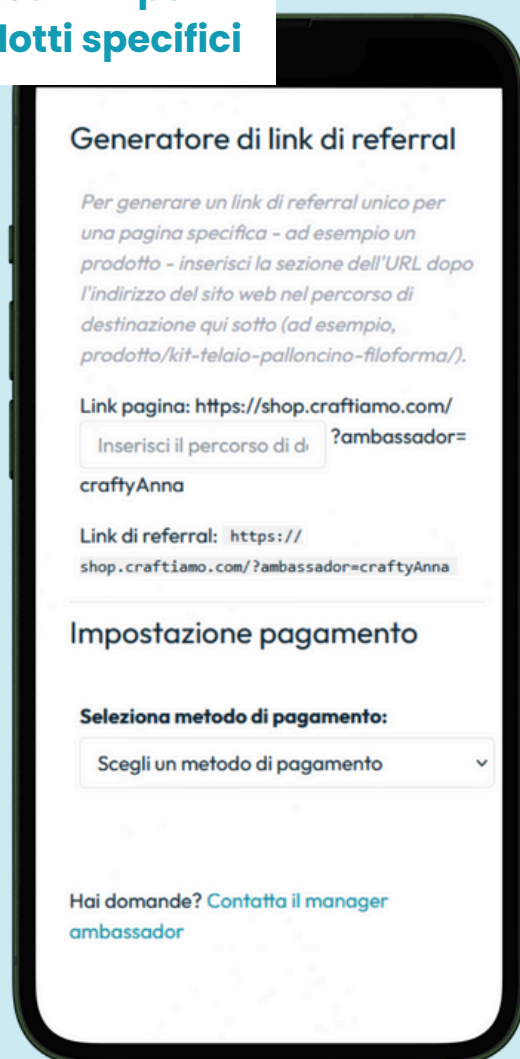 specifici
Generatore di link di referral
Per generare un link di referral unico per
una pagina specifica - ad esempio un
prodotto - inserisci la sezione dell'URL dopo
l'indirizzo del sito web nel percorso di
destinazione qui sotto (ad esempio,
prodotto/kit-telaio-palloncino-filoforma/).
Link pagina: https://shop.craftiamo.com/
Inserisci il percorso di ?ambassador=
craftyAnna
Link di referral: https://
shop.craftiamo.com/?ambassador=craftyAnna
Impostazione pagamento
Seleziona metodo di pagamento:
Scegli un metodo di pagamento
Hai domande? Contatta il manager
ambassador